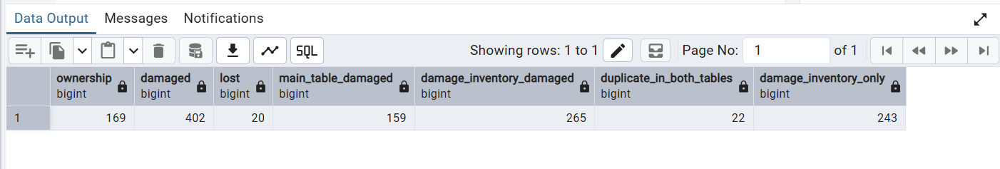 Data Output Messages Notifications
SQL Showing rows: 1 to 1 Page No: 1 of 1
ownership damaged lost main_table_damaged damage_inventory_damaged duplicate_in_both_tables damage_inventory_only
bigint bigint bigint bigint bigint bigint bigint
1 169 402 20 159 265 22 243